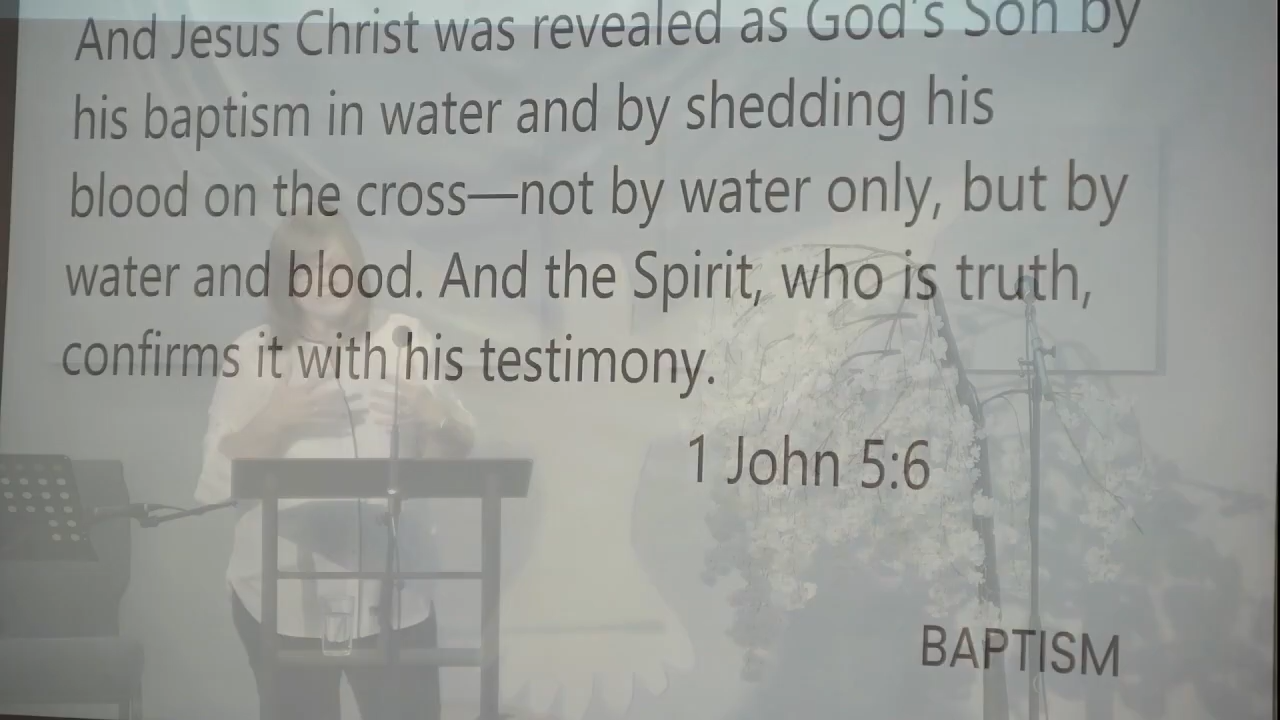 And Jesus Christ was revealed as God's Son by
his baptism in water and by shedding his
blood on the cross—not by water only, but by
water and blood. And the Spirit, who is truth,
confirms it with his testimony.
1 John 5:6
BAPTISM